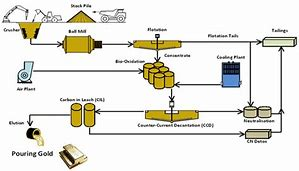 Stock Pile
Crusher
Ball Mill
Flotation
Flotation Tails
Tailings
Concentrate
Bio-Oxidation
Cooling Plant
Air Plant
Carbon in Leach (CIL)
Neutralisation
Elution
Counter-Current Decantation (CCD)
CN Detox
Pouring Gold